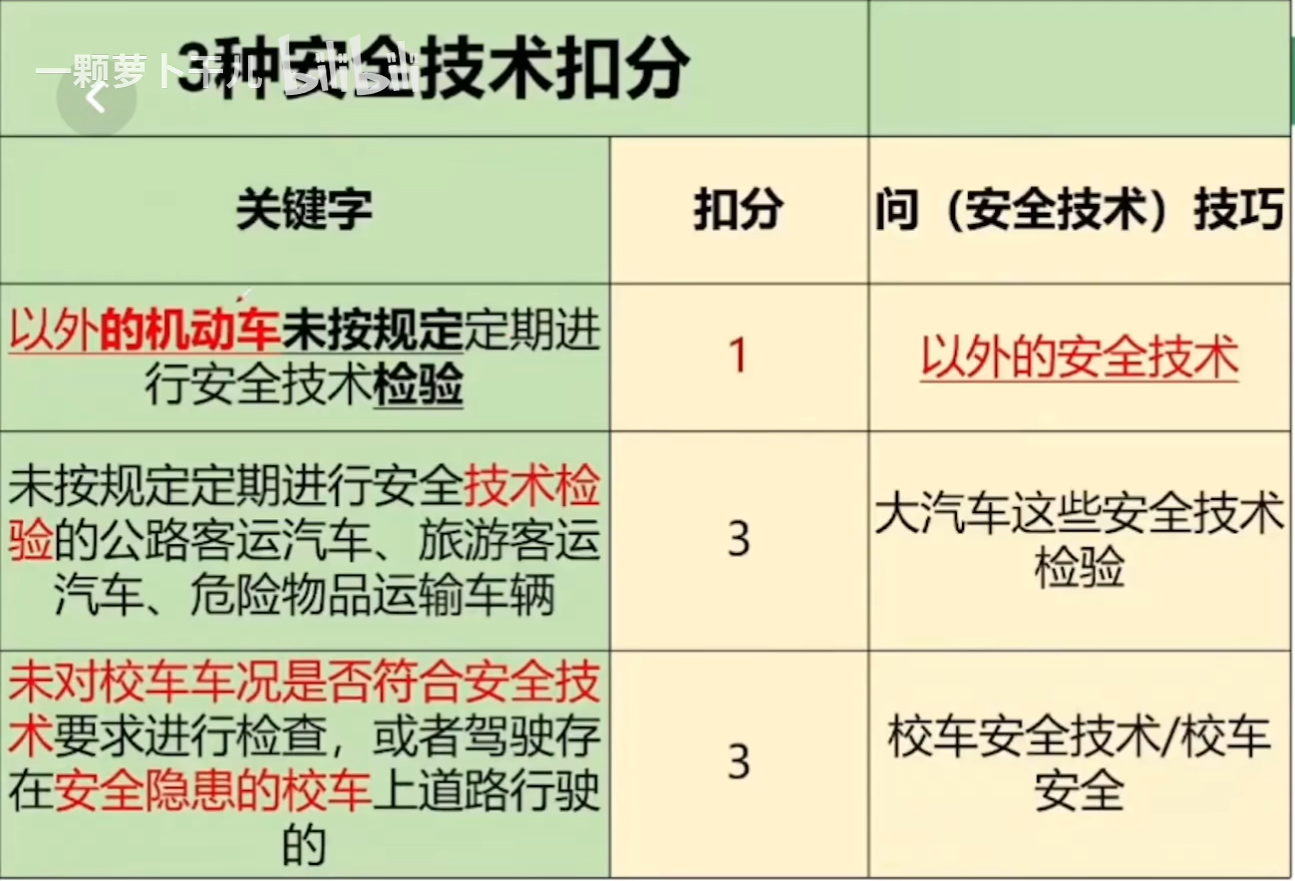 3种安全技术扣分
一颗萝卜芋儿 bilibili
关键字
扣分
问（安全技术）技巧
以外的机动车未按规定定期进
行安全技术检验
1
以外的安全技术
未按规定定期进行安全技术检
验的公路客运汽车、旅游客运
汽车、危险物品运输车辆
3
大汽车这些安全技术
检验
未对校车车况是否符合安全技
术要求进行检查，或者驾驶存
在安全隐患的校车上道路行驶
的
3
校车安全技术/校车
安全